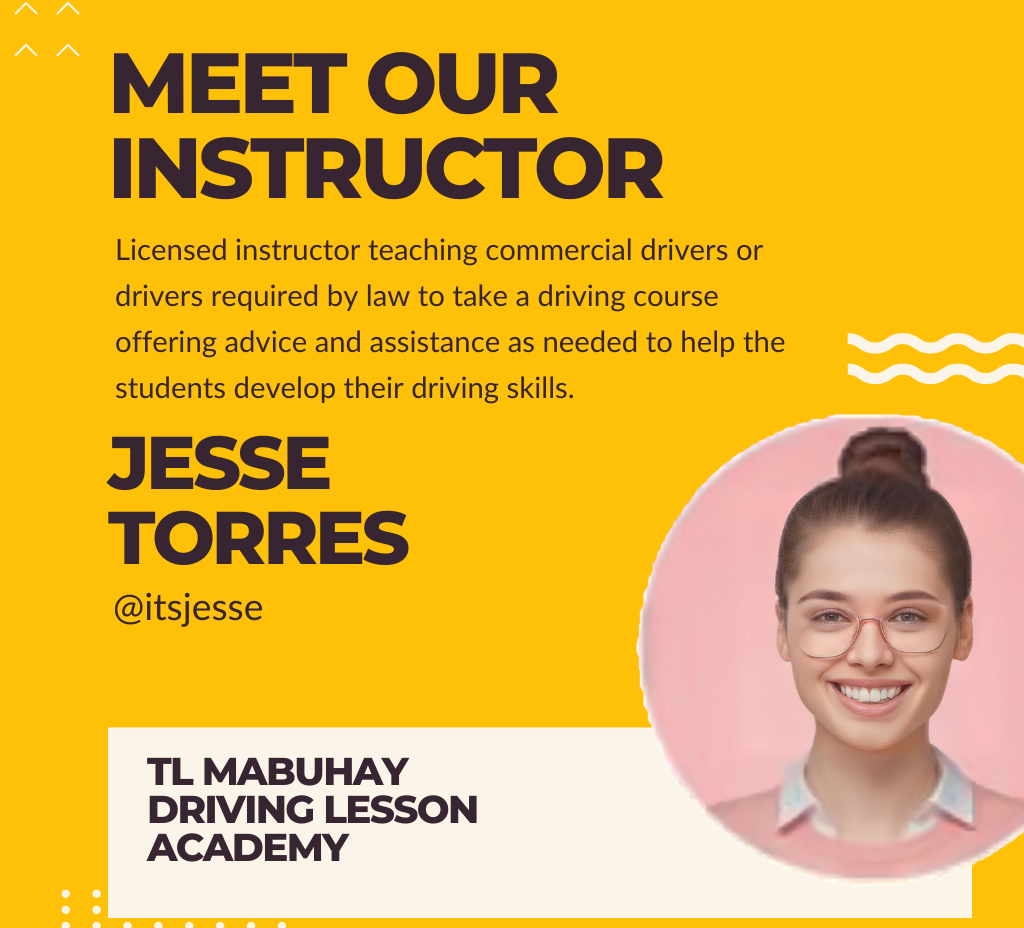 MEET OUR
INSTRUCTOR
Licensed instructor teaching commercial drivers or
drivers required by law to take a driving course
offering advice and assistance as needed to help the
students develop their driving skills.
JESSE
TORRES
@itsjesse
TL MABUHAY
DRIVING LESSON
ACADEMY